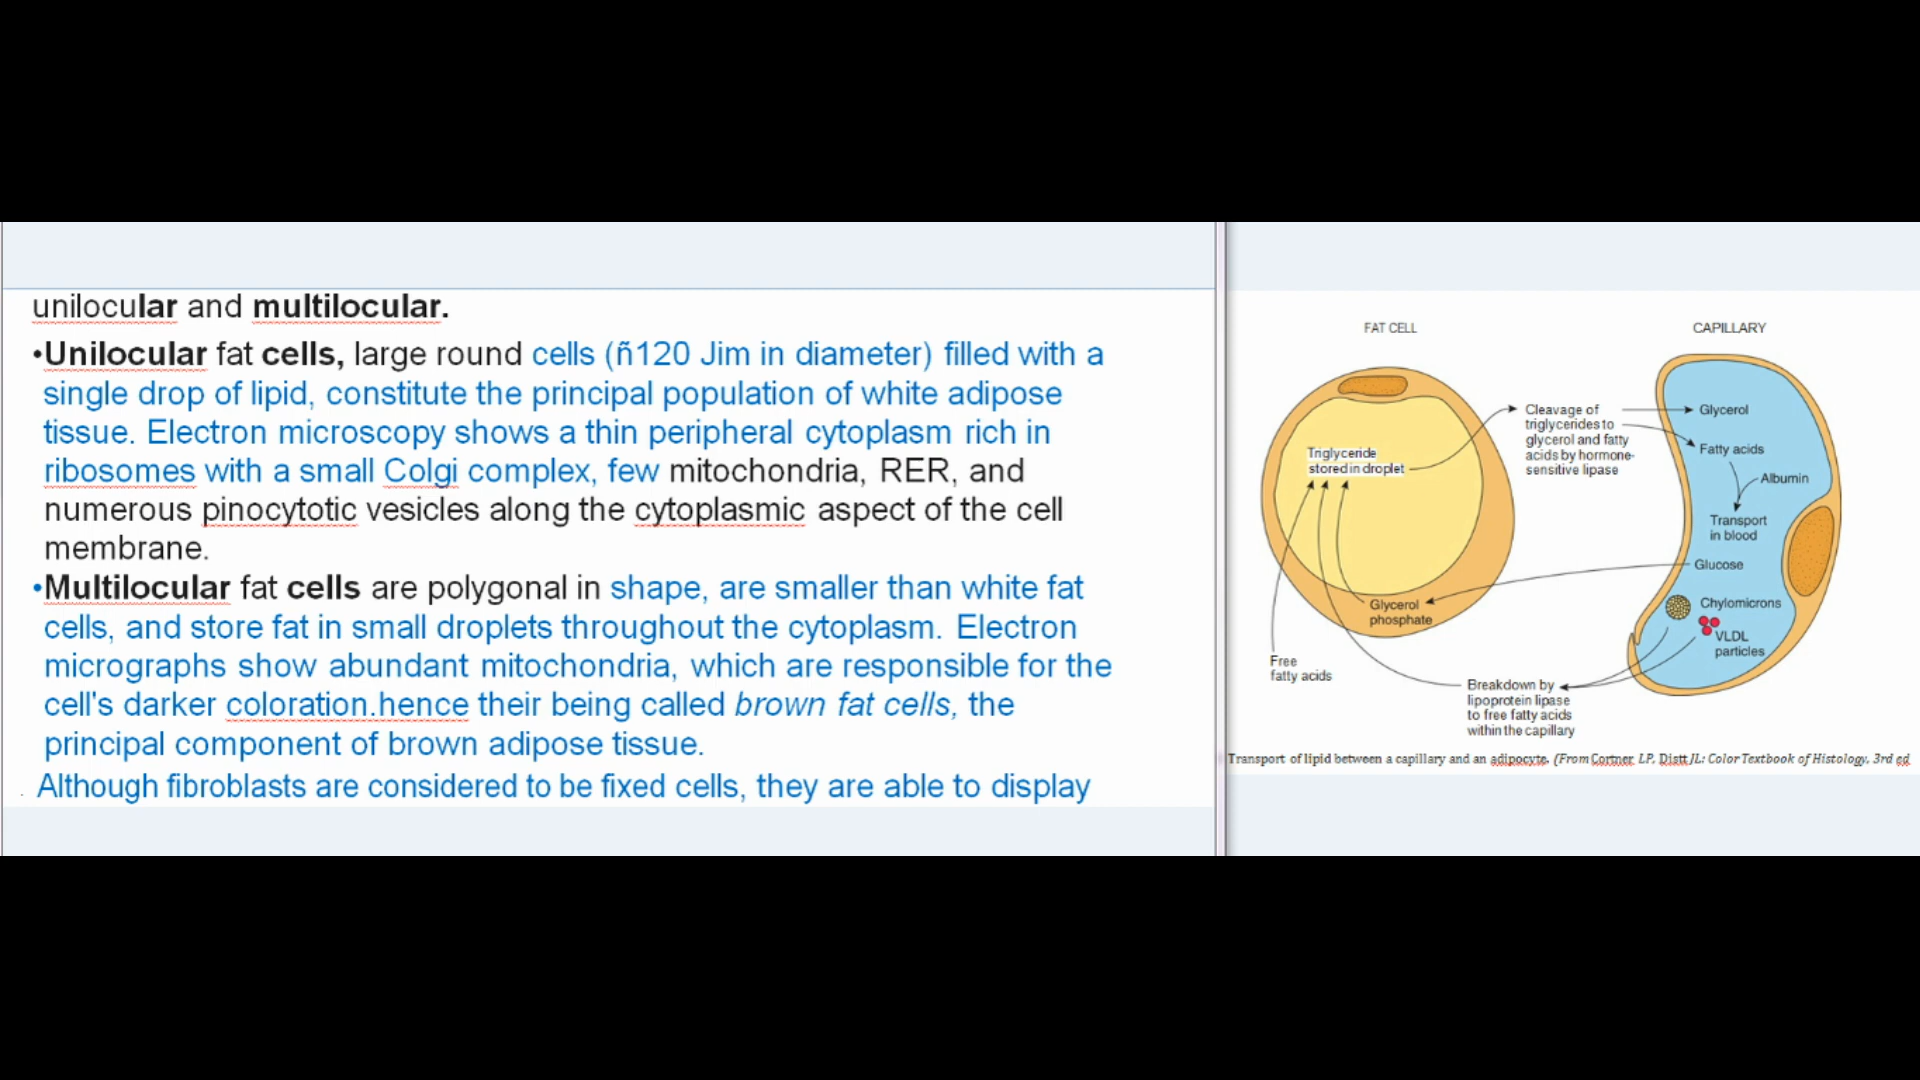 unilocular and multilocular.
•Unilocular fat cells, large round cells (ñ120 Jim in diameter) filled with a
single drop of lipid, constitute the principal population of white adipose
tissue. Electron microscopy shows a thin peripheral cytoplasm rich in
ribosomes with a small Colgi complex, few mitochondria, RER, and
numerous pinocytotic vesicles along the cytoplasmic aspect of the cell
membrane.
•Multilocular fat cells are polygonal in shape, are smaller than white fat
cells, and store fat in small droplets throughout the cytoplasm. Electron
micrographs show abundant mitochondria, which are responsible for the
cell's darker coloration.hence their being called brown fat cells, the
principal component of brown adipose tissue.
. Although fibroblasts are considered to be fixed cells, they are able to display
FAT CELL
CAPILLARY
Triglyceride
stored in droplet
Cleavage of
triglycerides to
glycerol and fatty
acids by hormone-
sensitive lipase
Glycerol
Fatty acids
Albumin
Transport
in blood
Glucose
Chylomicrons
VLDL
particles
Glycerol
phosphate
Free
fatty acids
Breakdown by
lipoprotein lipase
to free fatty acids
within the capillary
Transport of lipid between a capillary and an adipocyte. (From Cortner LP, Distt JL: Color Textbook of Histology, 3rd ed